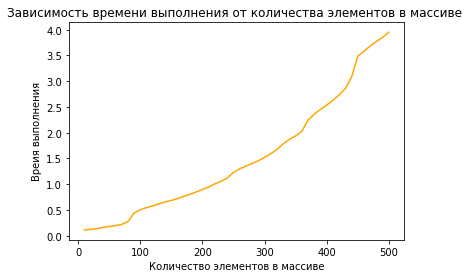 Зависимость времени выполнения от количества элементов в массиве
4.0
3.5
3.0
2.5
2.0
1.5
1.0
0.5
0.0
Вреия выполнения
0 100 200 300 400 500
Количество элементов в массиве